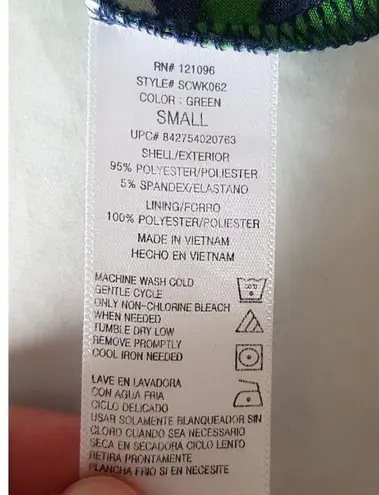 RN# 121096
STYLE# SCWK062
COLOR : GREEN
SMALL
UPC# 842754020763
SHELL/EXTERIOR
95% POLYESTER/POLIESTER
5% SPANDEX/ELASTANO
LINING/FORRO
100% POLYESTER/POLIESTER
MADE IN VIETNAM
HECHO EN VIETNAM
MACHINE WASH COLD
GENTLE CYCLE
ONLY NON-CHLORINE BLEACH
WHEN NEEDED
TUMBLE DRY LOW
REMOVE PROMPTLY
COOL IRON NEEDED
LAVE EN LAVADORA
CON AGUA FRIA
CICLO DELICADO
USAR SOLAMENTE BLANQUEADOR SIN
CLORO CUANDO SEA NECESSARIO
SECA EN SECADORA CICLO LENTO
RETIRA PRONTAMENTE
PLANCHA FRIO SI EN NECESITE